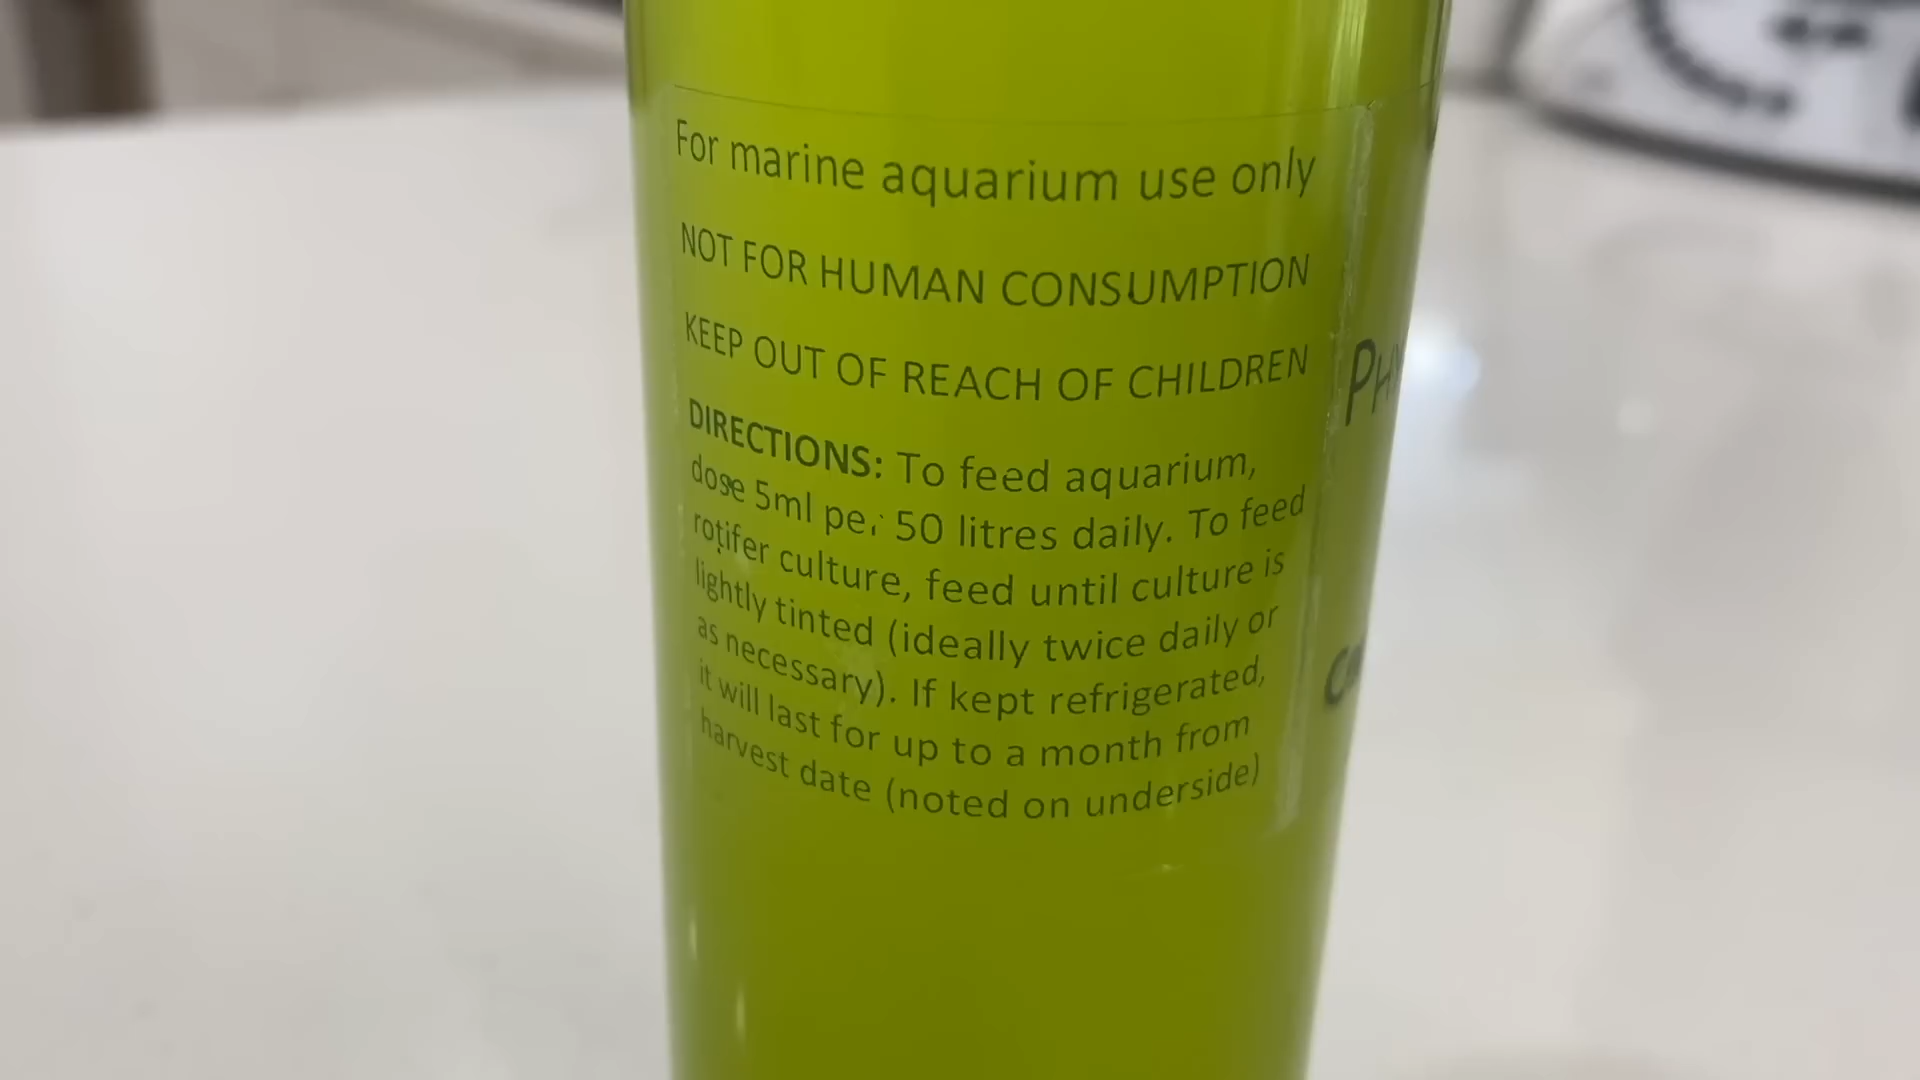 For marine aquarium use only
NOT FOR HUMAN CONSUMPTION
KEEP OUT OF REACH OF CHILDREN
DIRECTIONS: To feed aquarium,
dose 5ml per 50 litres daily. To feed
rotifer culture, feed until culture is
lightly tinted (ideally twice daily or
as necessary). If kept refrigerated,
it will last for up to a month from
harvest date (noted on underside)